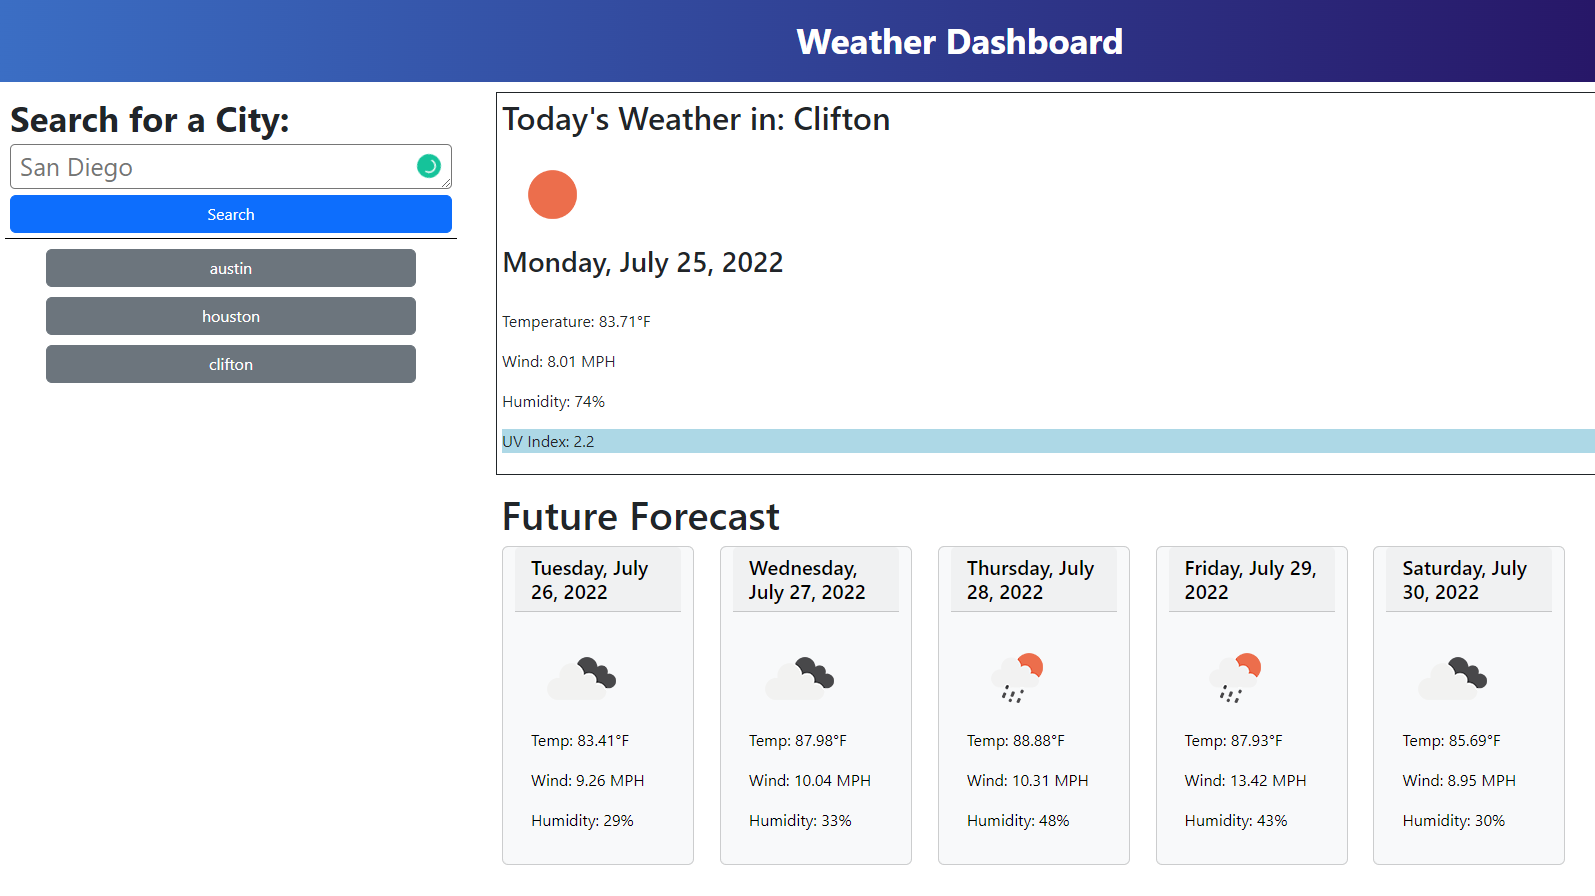 Weather Dashboard
Search for a City:
San Diego
Search
austin
houston
clifton
Today's Weather in: Clifton
Monday, July 25, 2022
Temperature: 83.71°F
Wind: 8.01 MPH
Humidity: 74%
UV Index: 2.2
Future Forecast
Tuesday, July
26, 2022
Temp: 83.41°F
Wind: 9.26 MPH
Humidity: 29%
Wednesday,
July 27, 2022
Temp: 87.98°F
Wind: 10.04 MPH
Humidity: 33%
Thursday, July
28, 2022
Temp: 88.88°F
Wind: 10.31 MPH
Humidity: 48%
Friday, July 29,
2022
Temp: 87.93°F
Wind: 13.42 MPH
Humidity: 43%
Saturday, July
30, 2022
Temp: 85.69°F
Wind: 8.95 MPH
Humidity: 30%